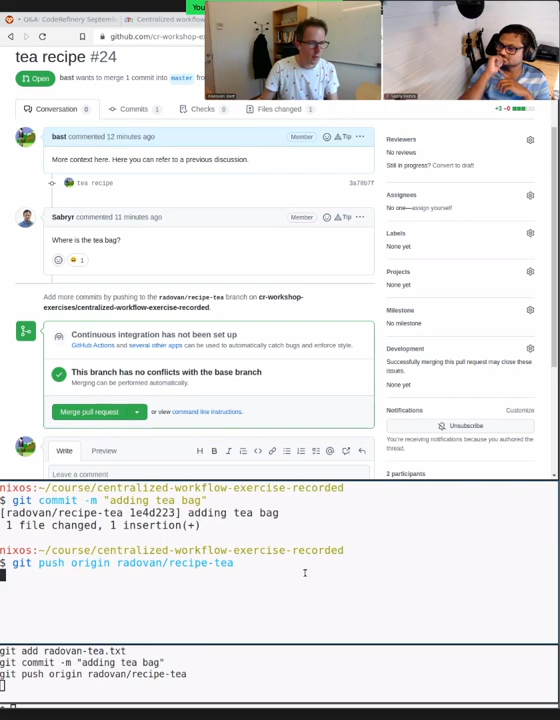 You
Q&A: CodeRefinery Septemb
Centralized workflow
github.com/cr-workshop-e
tea recipe #24
Open
bast wants to merge 1 commit into master
Conversation 0
Commits 1
Checks 0
Files changed 1
+3 −0
bast commented 12 minutes ago
Member
Tip
More context here. Here you can refer to a previous discussion.
tea recipe
3a78b7f
Sabryr commented 11 minutes ago
Member
Tip
Where is the tea bag?
1
Add more commits by pushing to the radovan/recipe-tea branch on cr-workshop-
exercises/centralized-workflow-exercise-recorded.
Continuous integration has not been set up
GitHub Actions and several other apps can be used to automatically catch bugs and enforce style.
This branch has no conflicts with the base branch
Merging can be performed automatically.
Merge pull request
or view command line instructions.
Write
Preview
Leave a comment
Reviewers
No reviews
Still in progress? Convert to draft
Assignees
No one—assign yourself
Labels
None yet
Projects
None yet
Milestone
No milestone
Development
Successfully merging this pull request may close these
issues.
None yet
Notifications
Customize
Unsubscribe
You're receiving notifications because you authored the
thread.
2 participants
nixos:~/course/centralized-workflow-exercise-recorded
$ git commit -m "adding tea bag"
[radovan/recipe-tea 1e4d223] adding tea bag
1 file changed, 1 insertion(+)
nixos:~/course/centralized-workflow-exercise-recorded
$ git push origin radovan/recipe-tea
git add radovan-tea.txt
git commit -m "adding tea bag"
git push origin radovan/recipe-tea